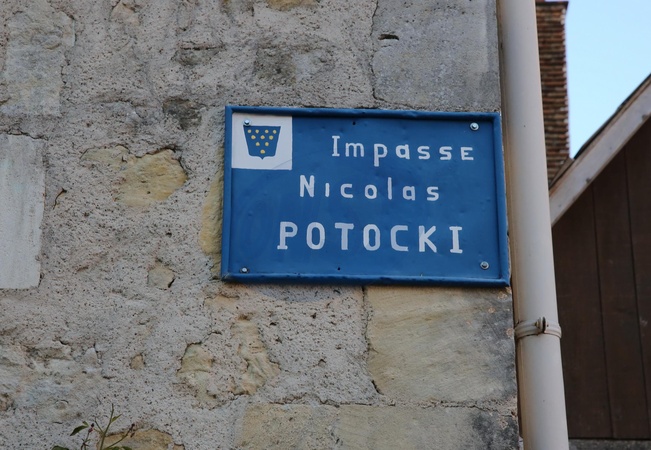 Impasse
Nicolas
POTOCKI